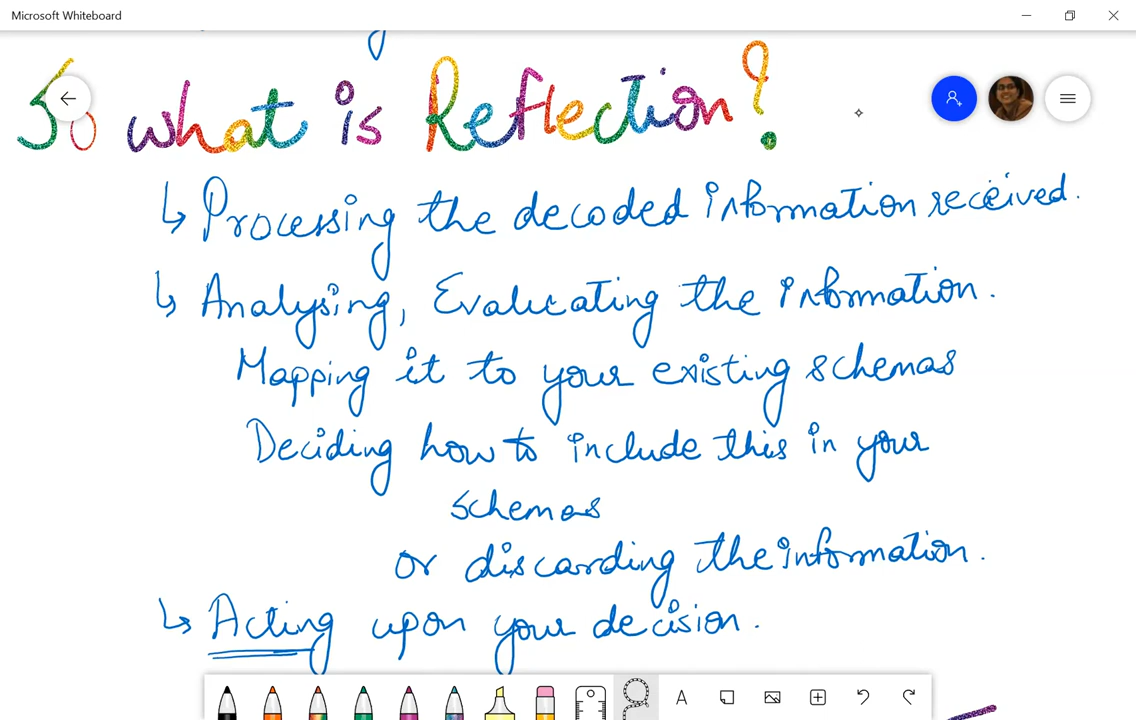 Microsoft Whiteboard
So what is Reflection?
↳ Processing the decoded information received.
↳ Analysing, Evaluating the information.
Mapping it to your existing schemas
Deciding how to include this in your
schemas
or discarding the information.
↳ Acting upon your decision.